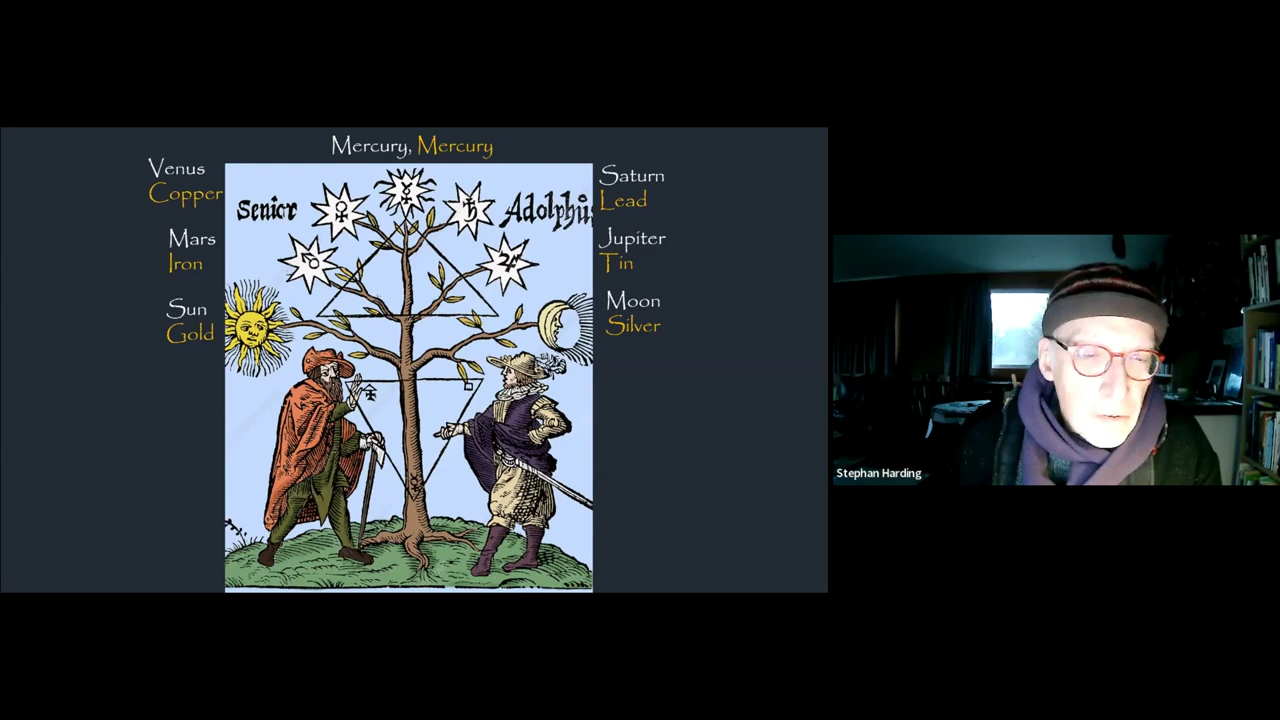 Mercury, Mercury
Venus
Copper
Mars
Iron
Sun
Gold
Senior
Adolphus
Saturn
Lead
Jupiter
Tin
Moon
Silver
Stephan Harding